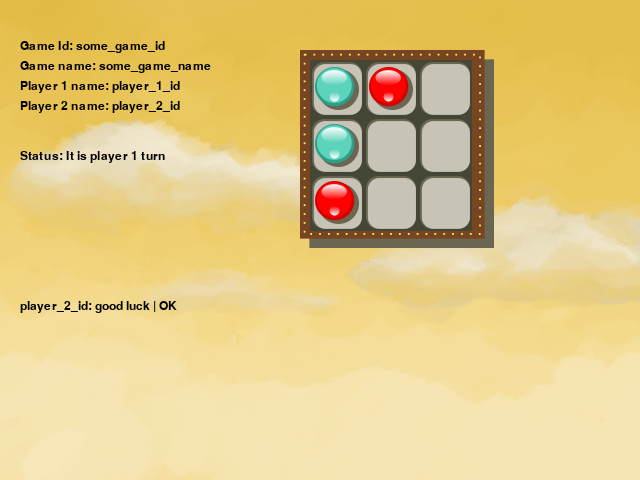 Game Id: some_game_id
Game name: some_game_name
Player 1 name: player_1_id
Player 2 name: player_2_id
Status: It is player 1 turn
player_2_id: good luck | OK